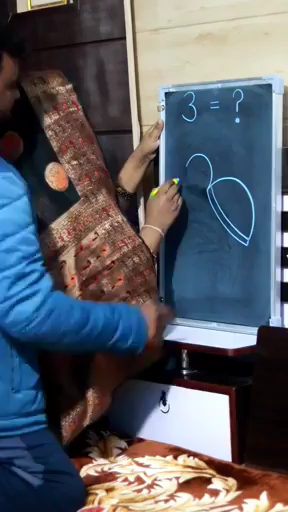 3 = ?